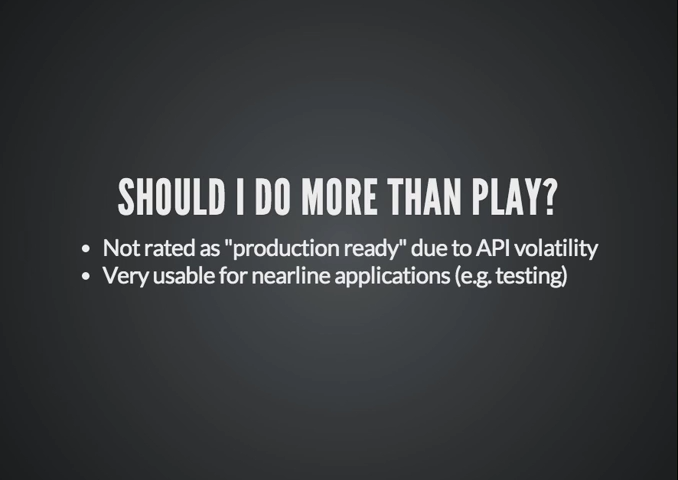 SHOULD I DO MORE THAN PLAY?
• Not rated as "production ready" due to API volatility
• Very usable for nearline applications (e.g. testing)